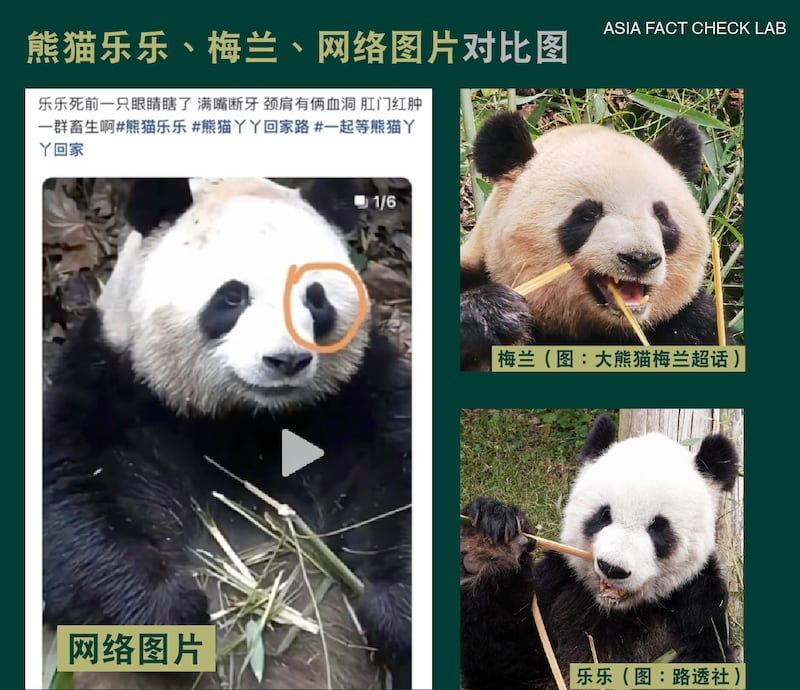 ASIA FACT CHECK LAB
熊猫乐乐、梅兰、网络图片对比图
乐乐死前一只眼睛瞎了 满嘴断牙 颈肩有俩血洞 肛门红肿
一群畜生啊#熊猫乐乐 #熊猫丫丫回家路 #一起等熊猫丫
丫回家
1/6
网络图片
梅兰（图：大熊猫梅兰超话）
乐乐（图：路透社）